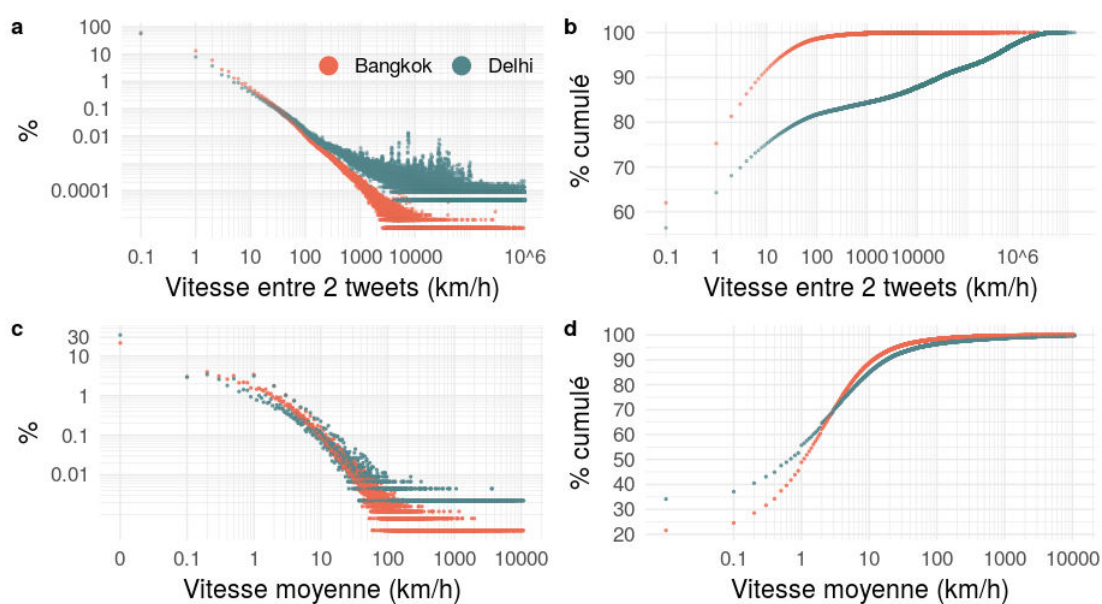 a
100
10
1
0.1
0.01
0.0001
%
Bangkok Delhi
0.1 1 10 100 1000 10000 10^6
Vitesse entre 2 tweets (km/h)
b
100
90
80
70
60
% cumulé
0.1 1 10 100 1000 10000 10^6
Vitesse entre 2 tweets (km/h)
c
30
10
1
0.1
0.01
%
0 0.1 1 10 100 1000 10000
Vitesse moyenne (km/h)
d
100
90
80
70
60
50
40
30
20
% cumulé
0.1 1 10 100 1000 10000
Vitesse moyenne (km/h)